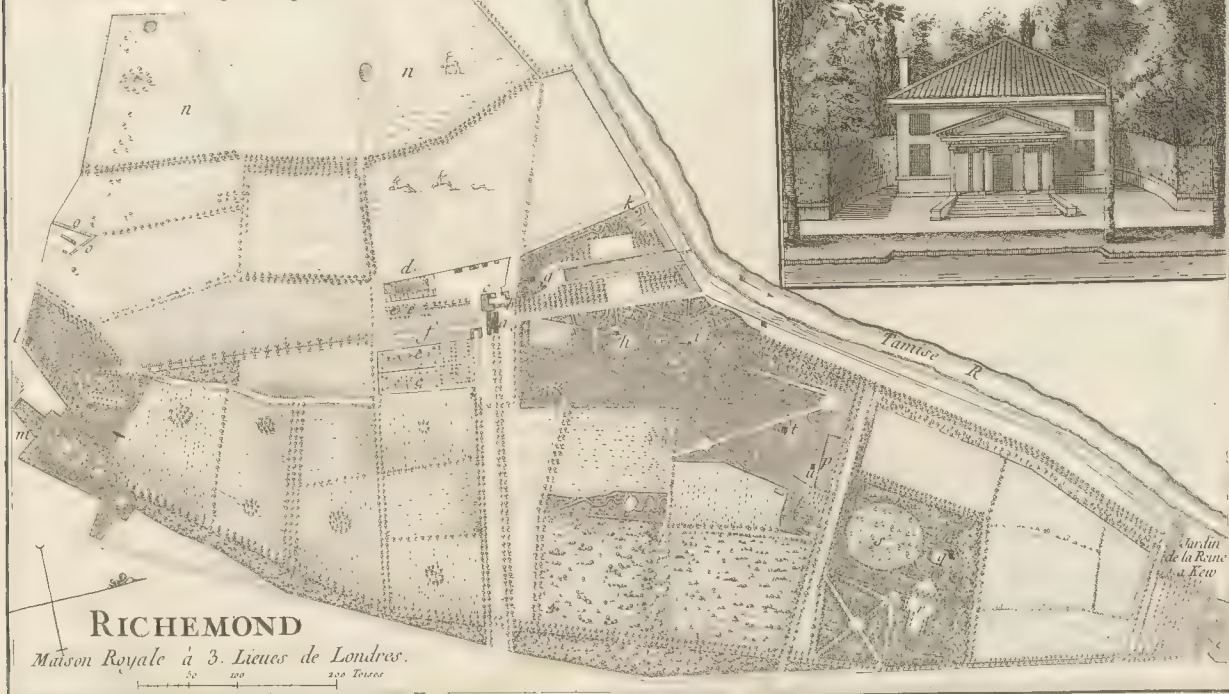 n
n
k
o
o
d.
g
c
b
a
e e
f
e
g
h
i
l
m
t
p
u
s
q
Tamise R
Jardin
de la Reine
a Kew
RICHEMOND
Maison Royale à 3. Lieues de Londres.
50 100 200 Toises